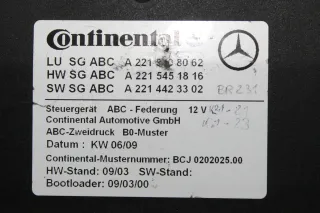 Continental
LU SG ABC A 221 8062
HW SG ABC A 221 545 18 16
SW SG ABC A 221 442 33 02 BR231
Steuergerät ABC - Federung 12 V
Continental Automotive GmbH
ABC-Zweidruck B0-Muster
Datum : KW 06/09
Continental-Musternummer: BCJ 0202025.00
HW-Stand: 09/03 SW-Stand:
Bootloader: 09/03/00